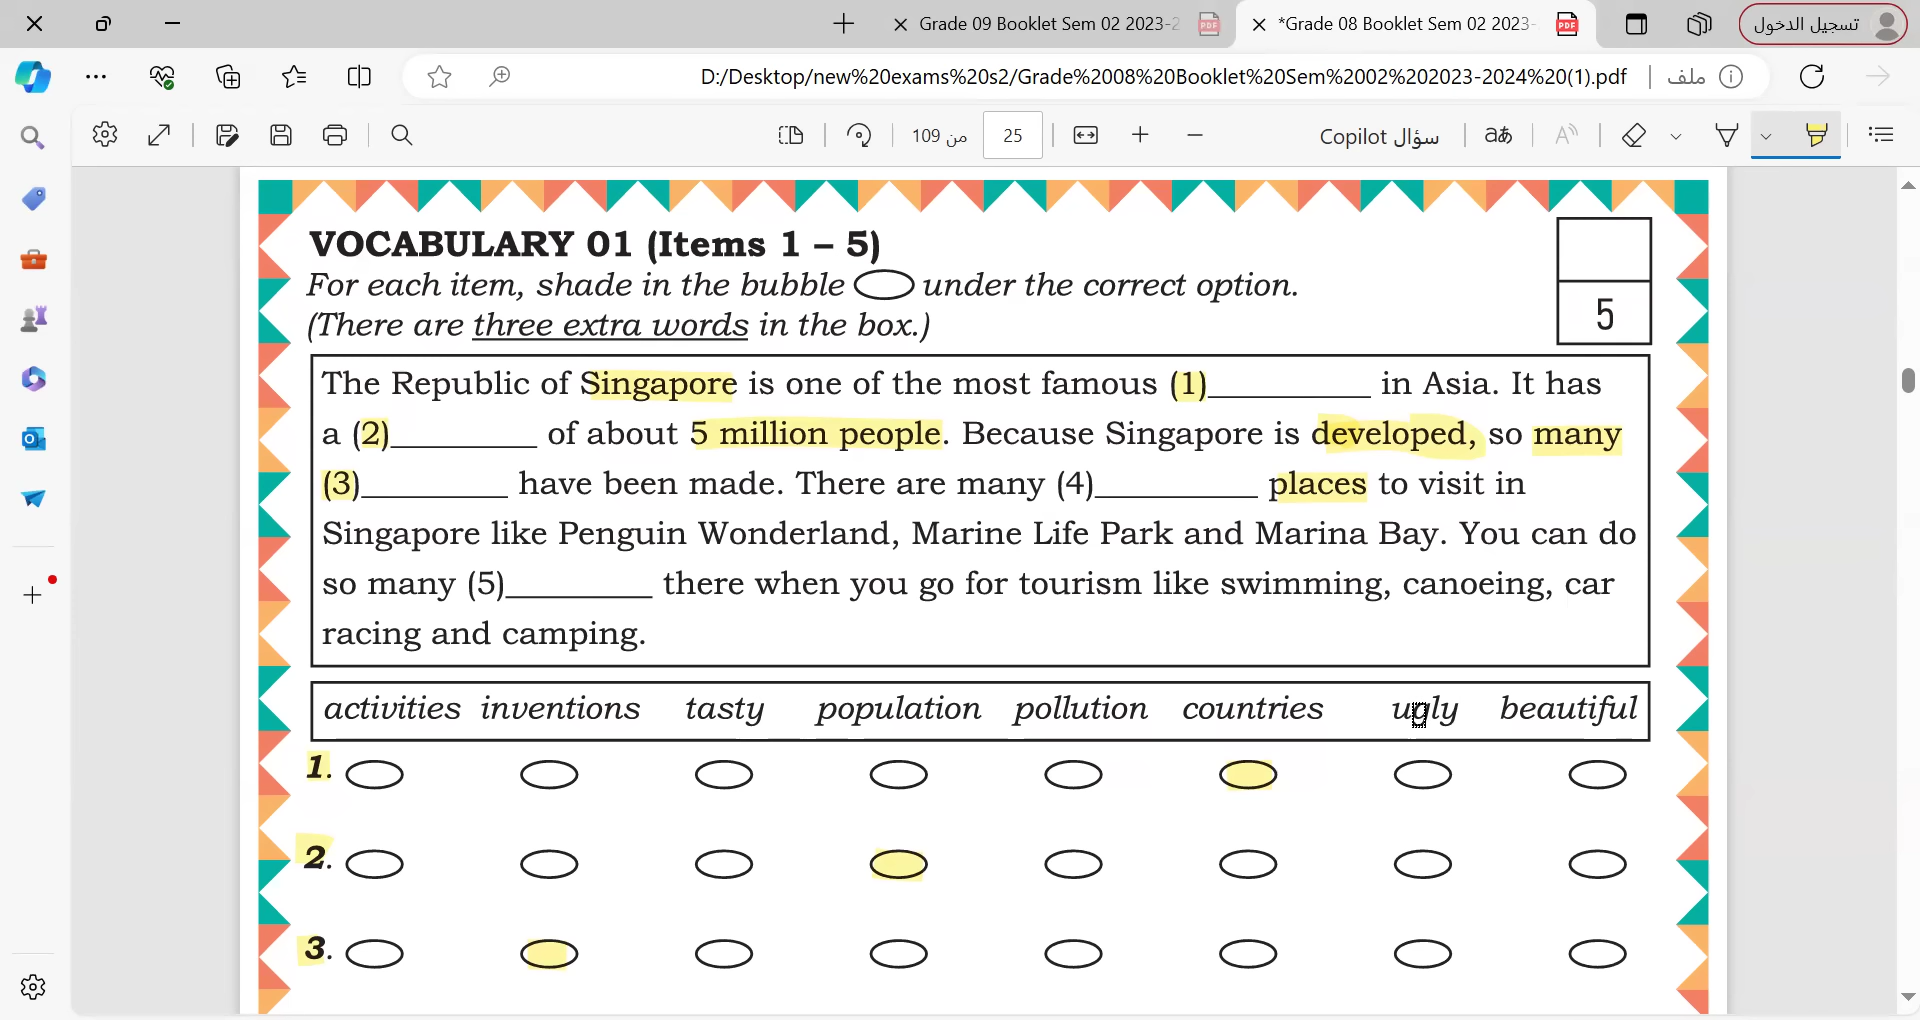 Grade 09 Booklet Sem 02 2023-2
*Grade 08 Booklet Sem 02 2023-
تسجيل الدخول
D:/Desktop/new%20exams%20s2/Grade%2008%20Booklet%20Sem%2002%202023-2024%20(1).pdf
ملف
109 من
25
سؤال Copilot
VOCABULARY 01 (Items 1 – 5)
For each item, shade in the bubble under the correct option.
(There are three extra words in the box.)
5
The Republic of Singapore is one of the most famous (1)__________ in Asia. It has
a (2)_________ of about 5 million people. Because Singapore is developed, so many
(3)_________ have been made. There are many (4)__________ places to visit in
Singapore like Penguin Wonderland, Marine Life Park and Marina Bay. You can do
so many (5)_________ there when you go for tourism like swimming, canoeing, car
racing and camping.
activities inventions tasty population pollution countries ugly beautiful
1.
2.
3.